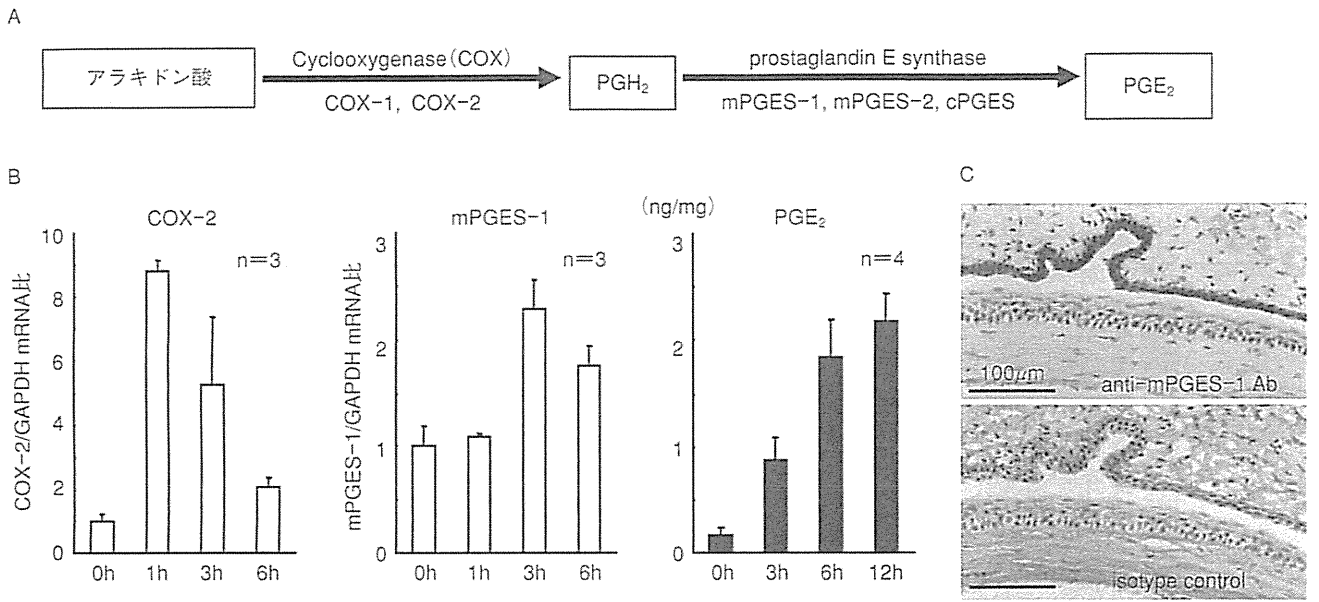 A
アラキドン酸
Cyclooxygenase(COX)
COX-1, COX-2
PGH₂
prostaglandin E synthase
mPGES-1, mPGES-2, cPGES
PGE₂
B
COX-2
n=3
COX-2/GAPDH mRNA比
10
8
6
4
2
0
0h 1h 3h 6h
mPGES-1
n=3
mPGES-1/GAPDH mRNA比
3
2
1
0
0h 1h 3h 6h
(ng/mg)
PGE₂
n=4
3
2
1
0
0h 3h 6h 12h
C
100μm
anti-mPGES-1 Ab
isotype control